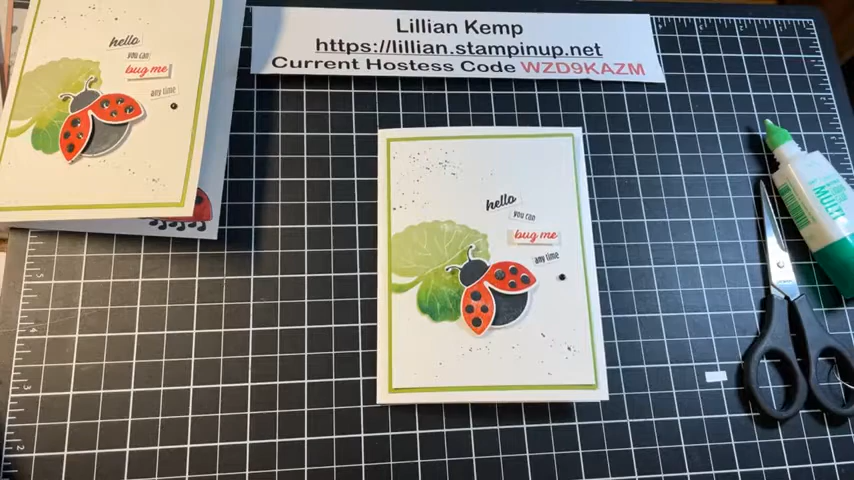 Lillian Kemp
https://lillian.stampinup.net
Current Hostess Code WZD9KAZM
hello
you can
bug me
any time
hello
you can
bug me
any time
MULTI